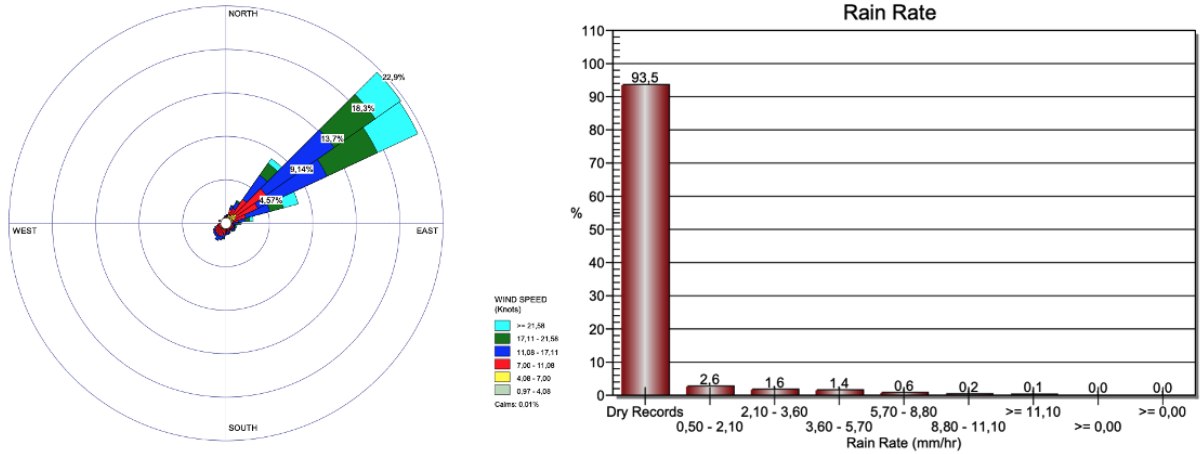 NORTH
22,9%
18,3%
13,7%
9,14%
4,57%
WEST
EAST
SOUTH
WIND SPEED
(Knots)
>= 21,58
17,11 - 21,58
11,08 - 17,11
7,00 - 11,08
4,08 - 7,00
0,97 - 4,08
Calms: 0,01%
Rain Rate
110
100
90
80
70
60
50
40
30
20
10
0
%
93,5
2,6
1,6
1,4
0,6
0,2
0,1
0,0
0,0
Dry Records
0,50 - 2,10
2,10 - 3,60
3,60 - 5,70
5,70 - 8,80
8,80 - 11,10
>= 11,10
>= 0,00
>= 0,00
Rain Rate (mm/hr)